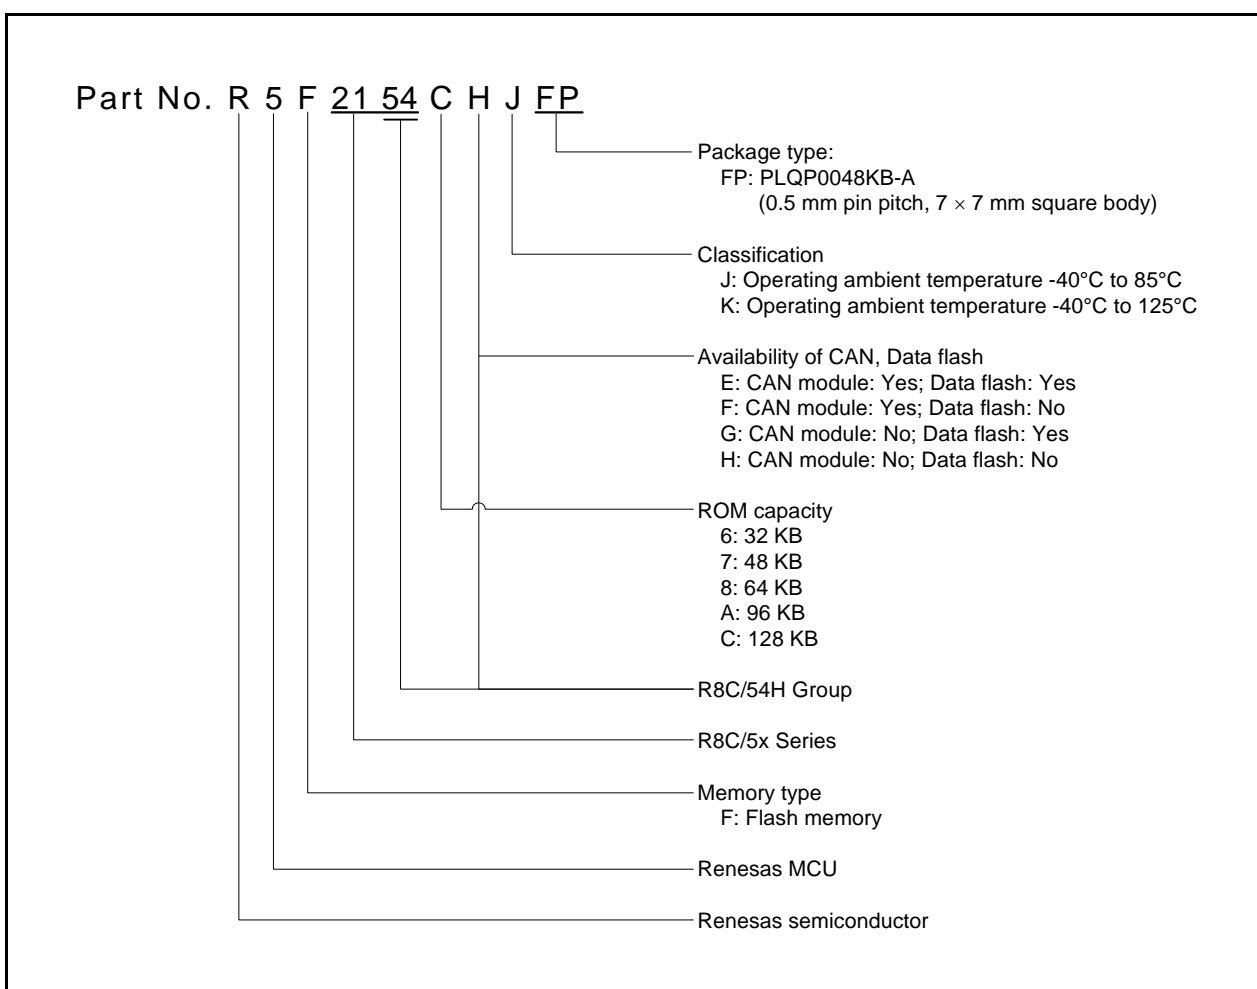 Part No. R 5 F 21 54 C H J FP
Package type:
FP: PLQP0048KB-A
(0.5 mm pin pitch, 7 × 7 mm square body)
Classification
J: Operating ambient temperature -40°C to 85°C
K: Operating ambient temperature -40°C to 125°C
Availability of CAN, Data flash
E: CAN module: Yes; Data flash: Yes
F: CAN module: Yes; Data flash: No
G: CAN module: No; Data flash: Yes
H: CAN module: No; Data flash: No
ROM capacity
6: 32 KB
7: 48 KB
8: 64 KB
A: 96 KB
C: 128 KB
R8C/54H Group
R8C/5x Series
Memory type
F: Flash memory
Renesas MCU
Renesas semiconductor